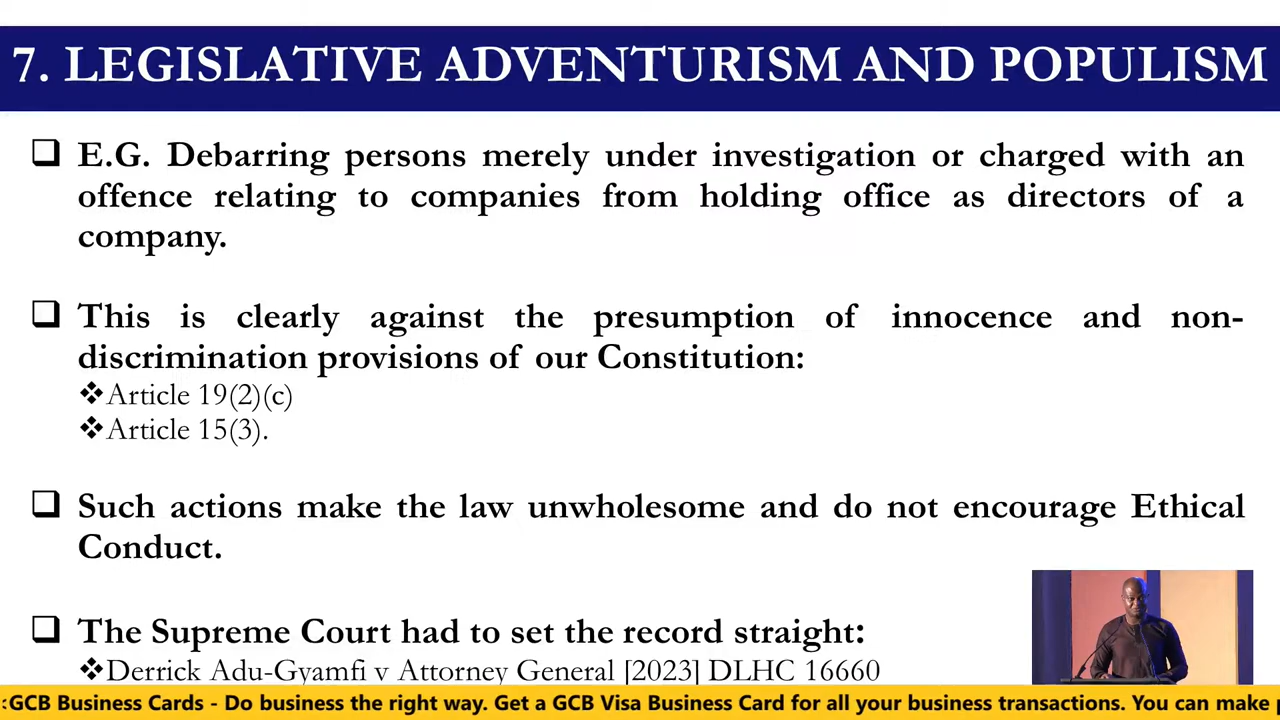 7. LEGISLATIVE ADVENTURISM AND POPULISM
❑ E.G. Debarring persons merely under investigation or charged with an
offence relating to companies from holding office as directors of a
company.
❑ This is clearly against the presumption of innocence and non-
discrimination provisions of our Constitution:
❖Article 19(2)(c)
❖Article 15(3).
❑ Such actions make the law unwholesome and do not encourage Ethical
Conduct.
❑ The Supreme Court had to set the record straight:
❖Derrick Adu-Gyamfi v Attorney General [2023] DLHC 16660
GCB Business Cards - Do business the right way. Get a GCB Visa Business Card for all your business transactions. You can make